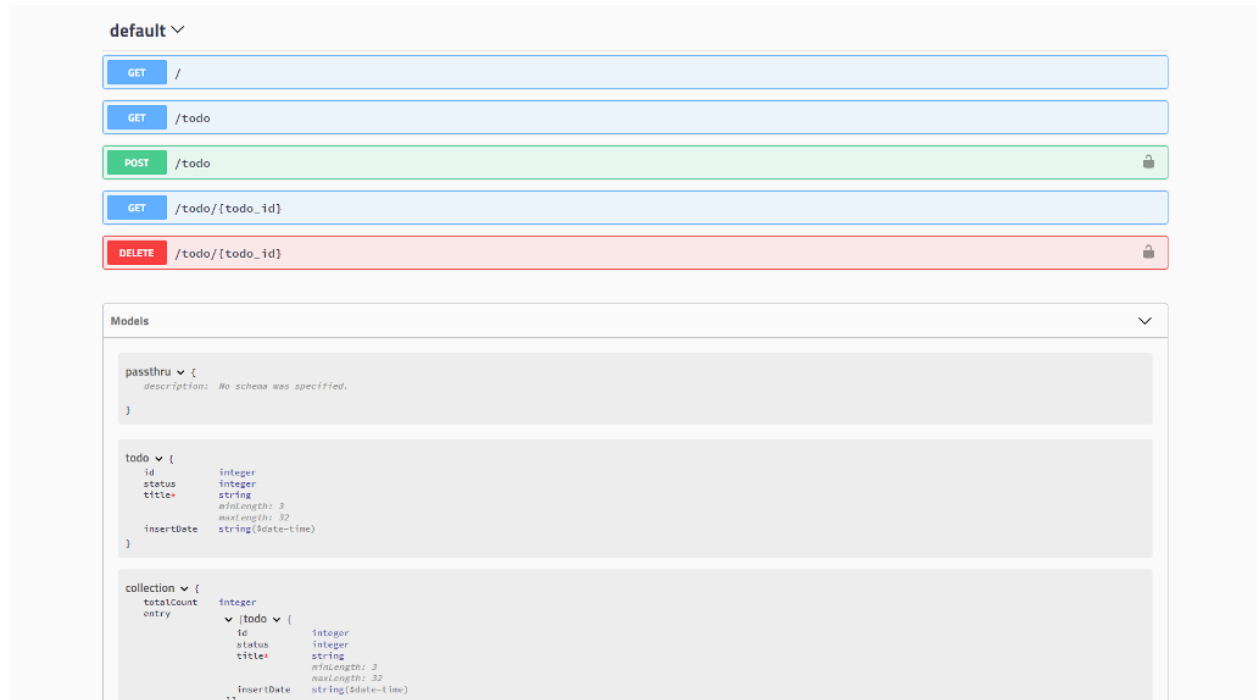 default
GET /
GET /todo
POST /todo
GET /todo/{todo_id}
DELETE /todo/{todo_id}
Models
passthru {
description: No schema was specified.
}
todo {
id integer
status integer
title* string
minLength: 3
maxLength: 32
insertDate string($date-time)
}
collection {
totalCount integer
entry [todo {
id integer
status integer
title* string
minLength: 3
maxLength: 32
insertDate string($date-time)